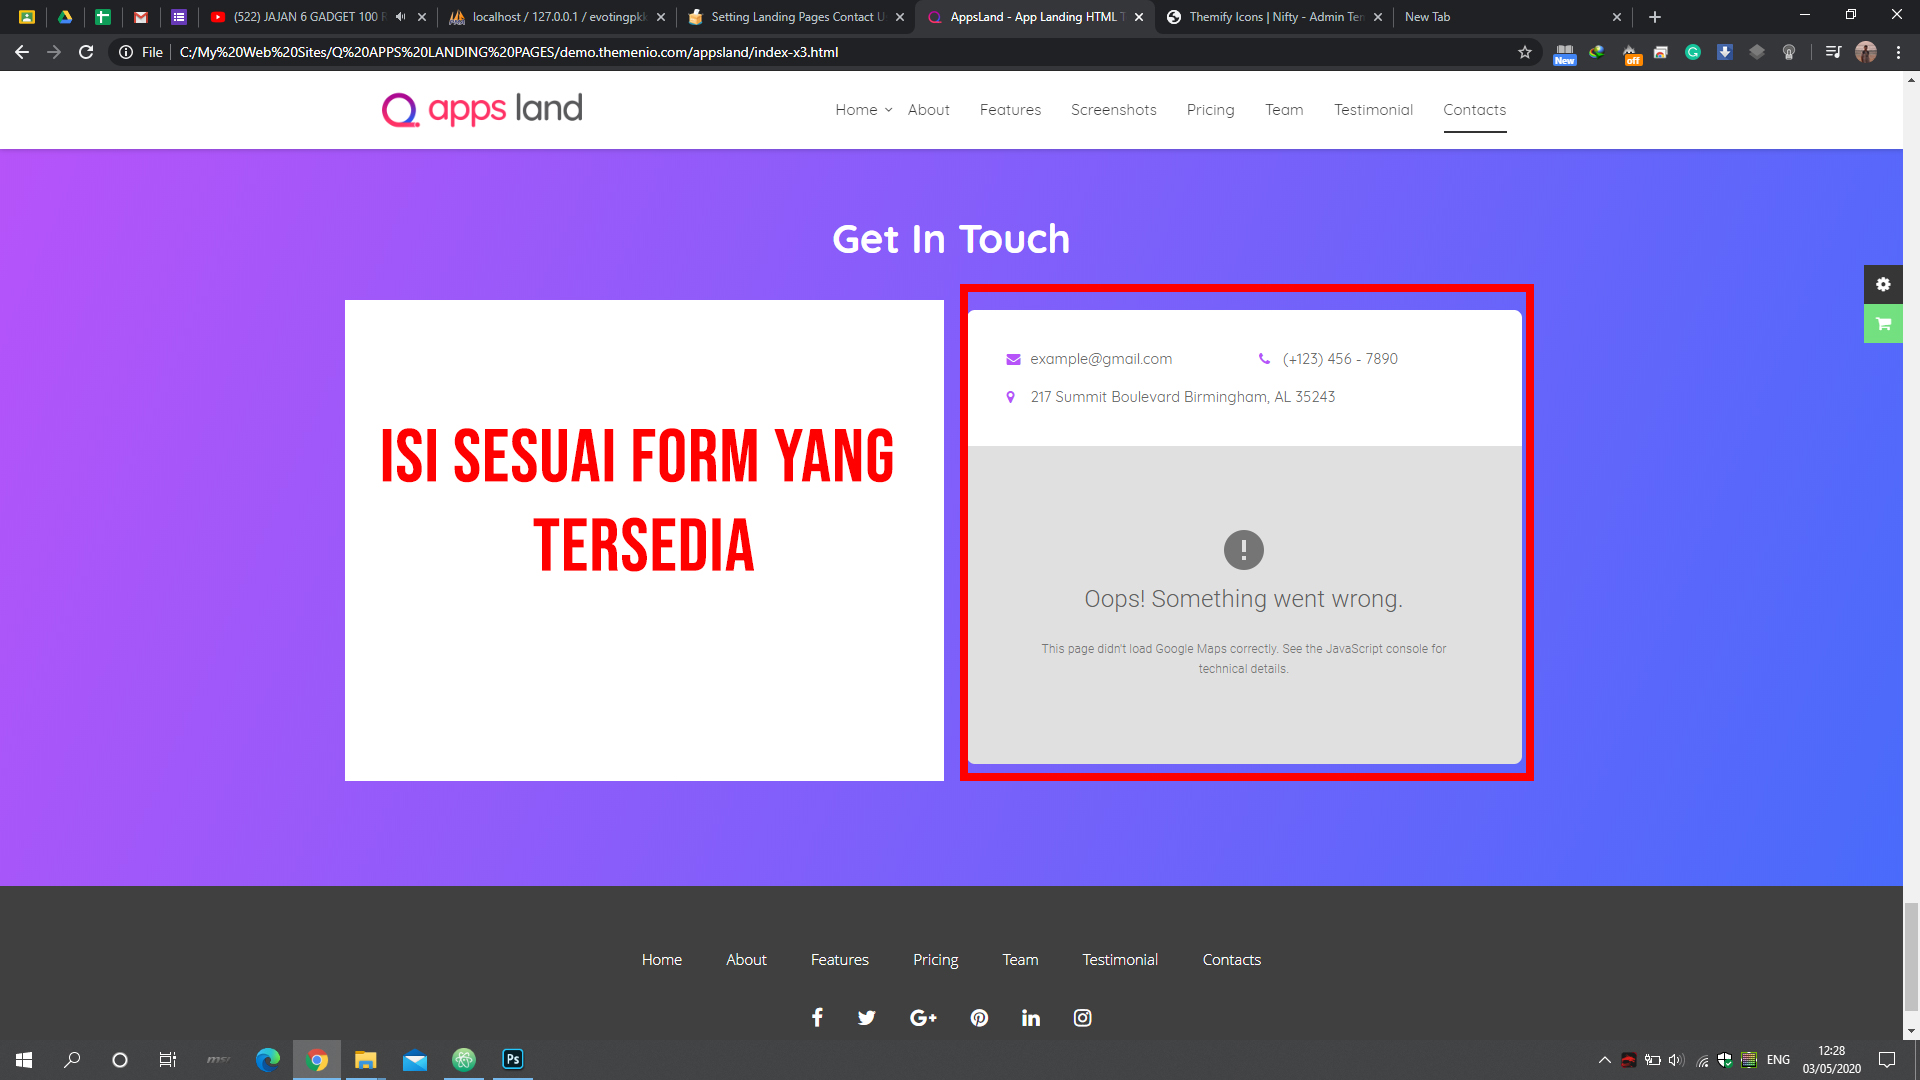 (522) JAJAN 6 GADGET 100 R
localhost / 127.0.0.1 / evotingpkk
Setting Landing Pages Contact U
AppsLand - App Landing HTML T
Themify Icons | Nifty - Admin Ten
New Tab
File
C:/My%20Web%20Sites/Q%20APPS%20LANDING%20PAGES/demo.themenio.com/appsland/index-x3.html
New
off
apps land
Home
About
Features
Screenshots
Pricing
Team
Testimonial
Contacts
Get In Touch
ISI SESUAI FORM YANG
TERSEDIA
example@gmail.com
(+123) 456 - 7890
217 Summit Boulevard Birmingham, AL 35243
Oops! Something went wrong.
This page didn't load Google Maps correctly. See the JavaScript console for
technical details.
Home
About
Features
Pricing
Team
Testimonial
Contacts
msi
Ps
ENG
12:28
03/05/2020